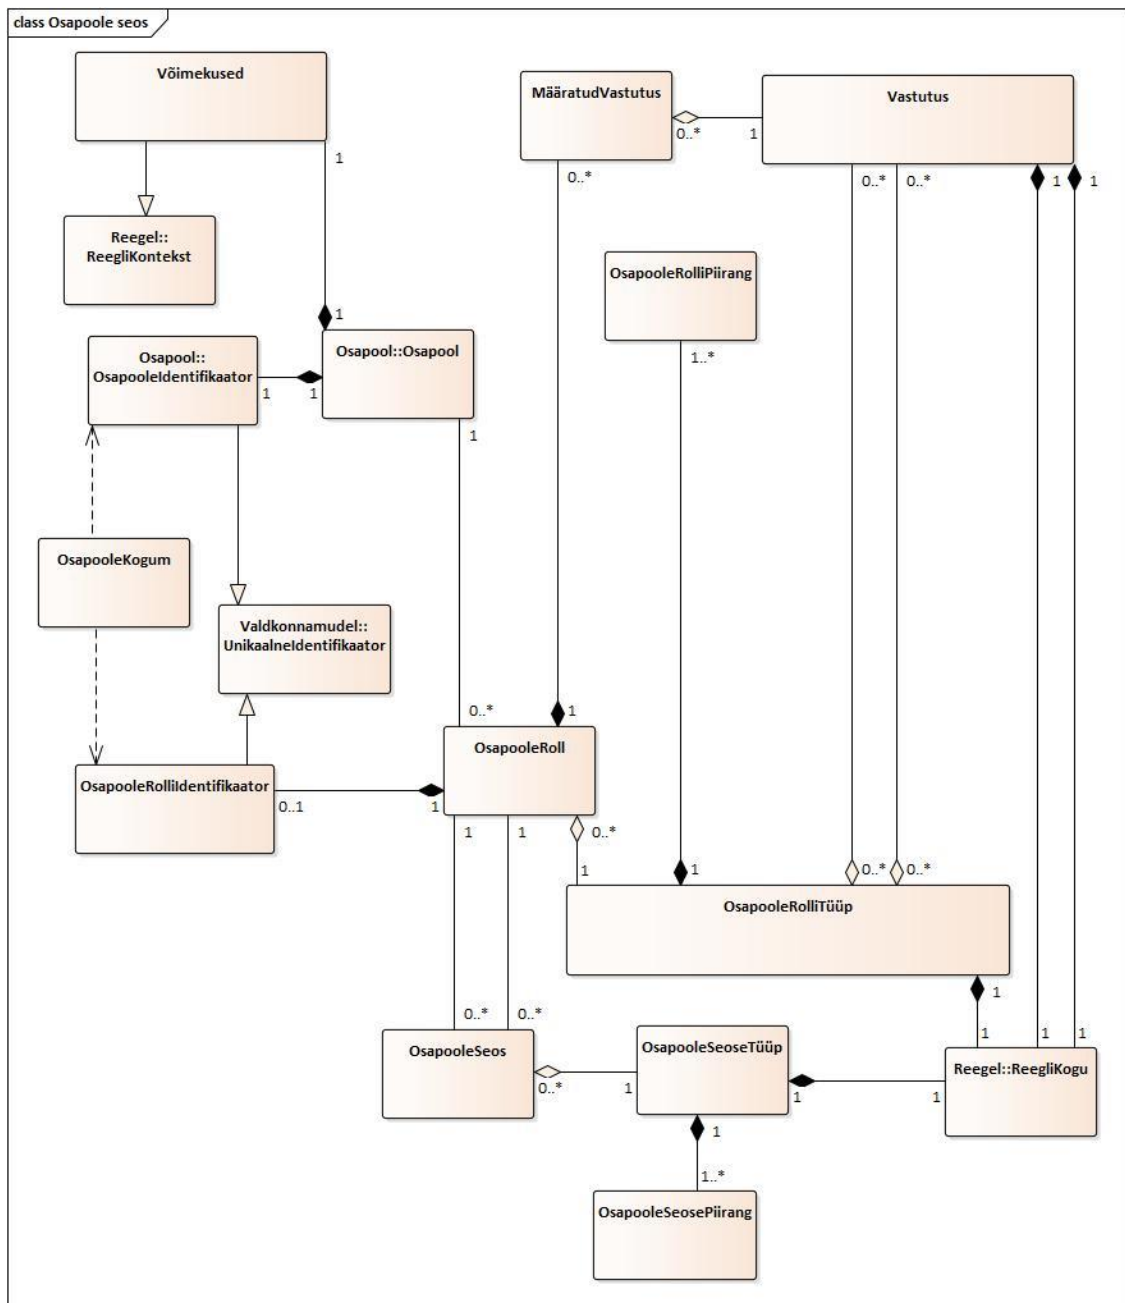 class Osapoole seos
Võimekused
MääratudVastutus
Vastutus
0..*
1
1
0..*
0..*
0..*
1
1
Reegel::
ReegliKontekst
OsapooleRolliPiirang
1
1..*
Osapool::
OsapooleIdentifikaator
Osapool::Osapool
1
1
1
OsapooleKogum
Valdkonnamudel::
UnikaalneIdentifikaator
0..*
1
OsapooleRoll
OsapooleRolliIdentifikaator
0..1
1
1
1
0..*
1
1
0..*
0..*
OsapooleRolliTüüp
1
0..*
0..*
1
1
1
OsapooleSeos
OsapooleSeoseTüüp
Reegel::ReegliKogu
0..*
1
1
1
1
1..*
OsapooleSeosePiirang